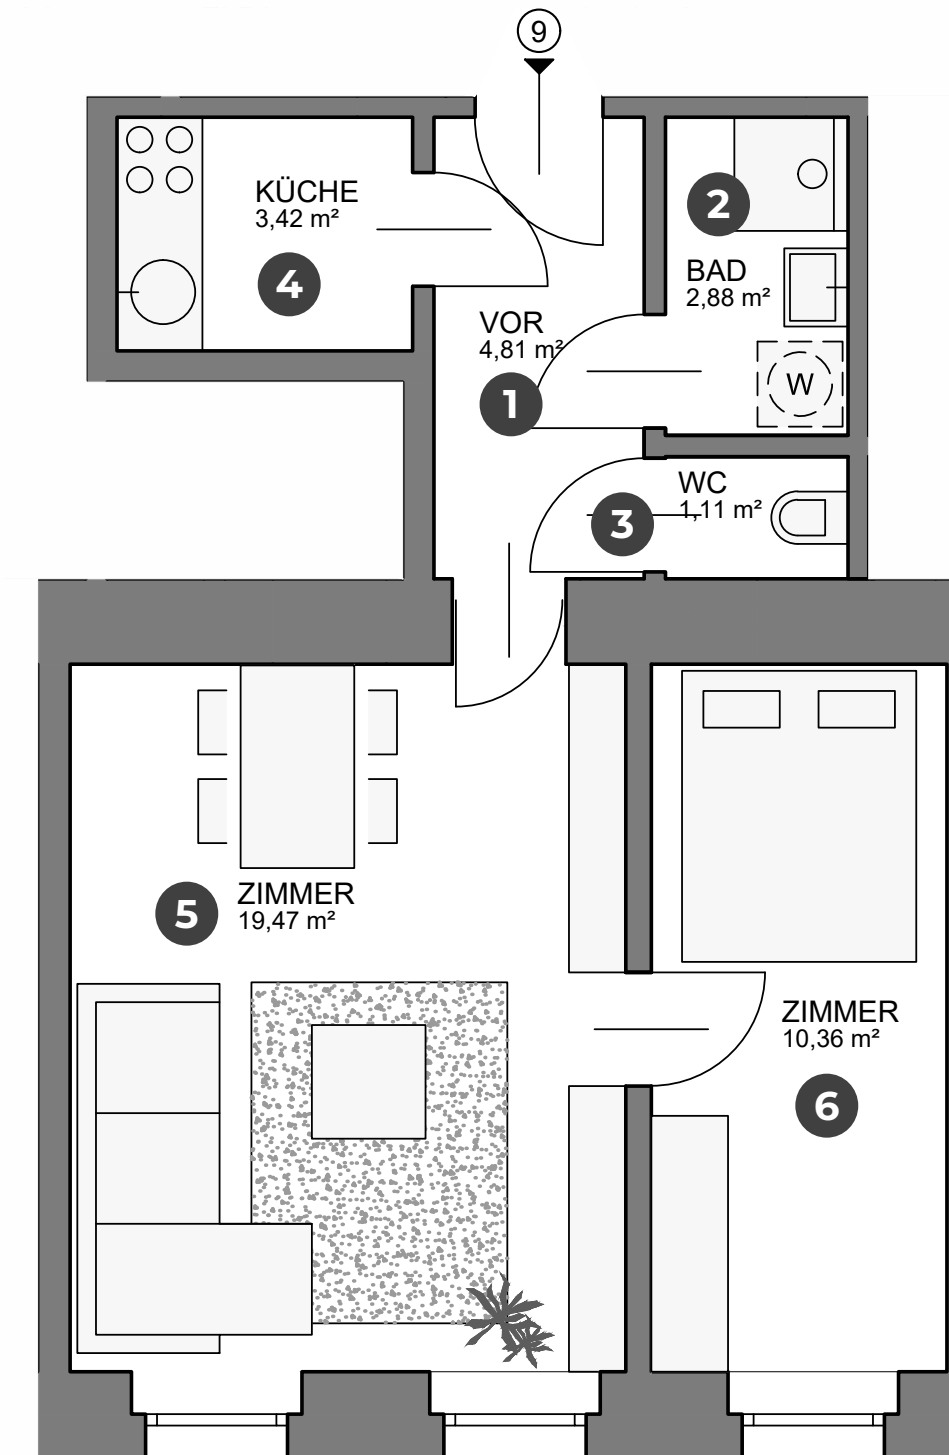 9
KÜCHE
3,42 m²
4
2
BAD
2,88 m²
VOR
4,81 m²
1
W
WC
1,11 m²
3
5
ZIMMER
19,47 m²
ZIMMER
10,36 m²
6